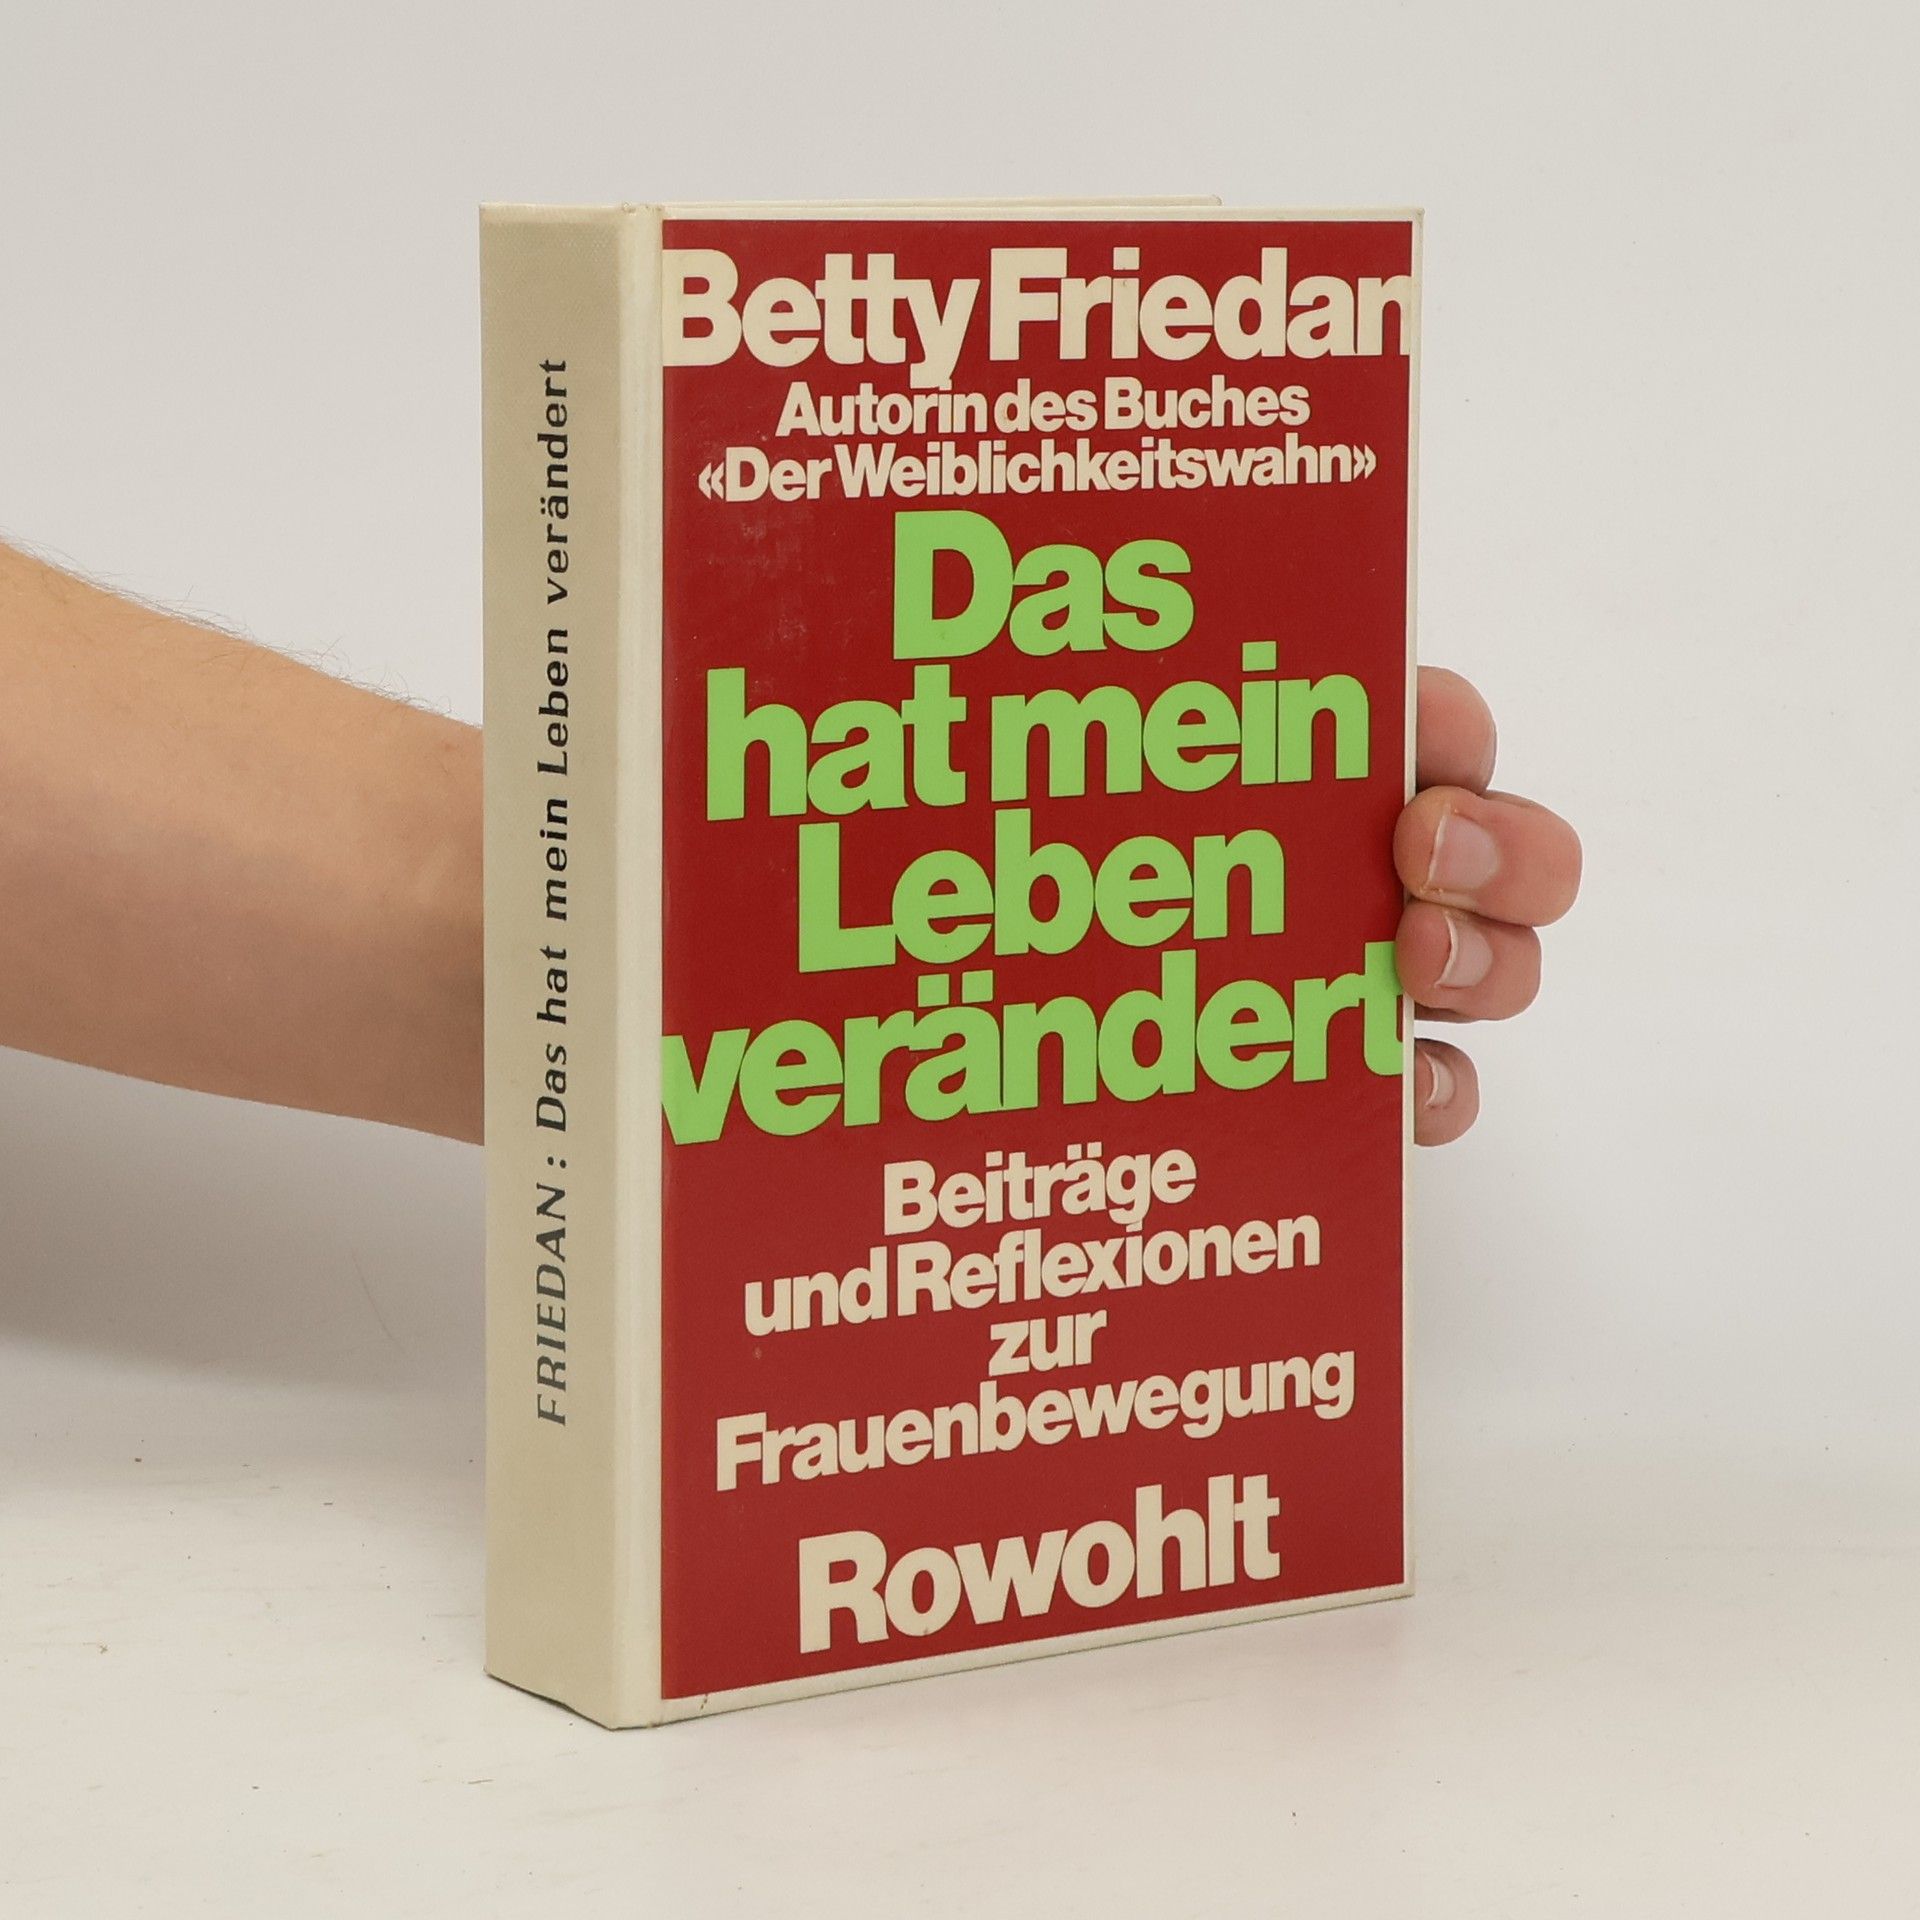 FRIEDAN : Das hat mein Leben verändert
Betty Friedan
Autorin des Buches
«Der Weiblichkeitswahn»
Das
hat mein
Leben
verändert
Beiträge
und Reflexionen
zur
Frauenbewegung
Rowohlt